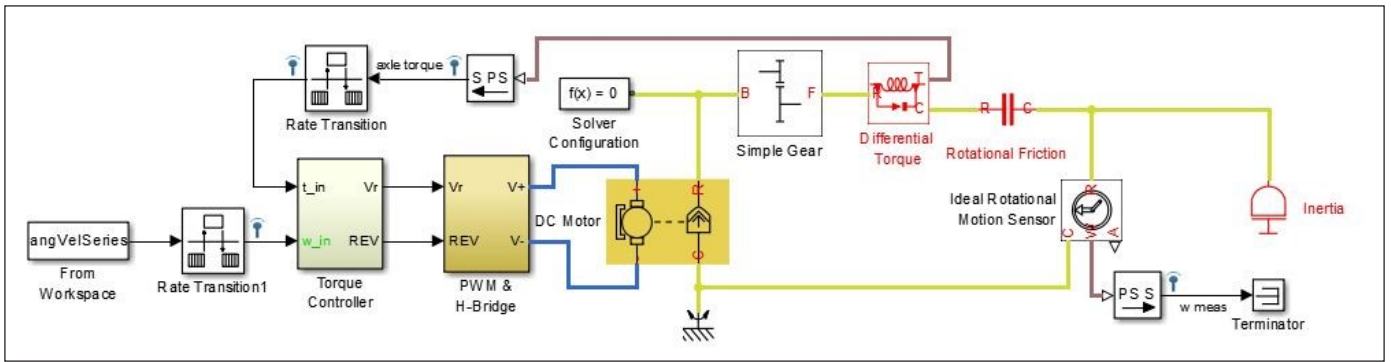 axle torque
S PS
Rate Transition
f(x) = 0
Solver
Configuration
B
F
Simple Gear
R
T
C
Differential
Torque
R
C
Rotational Friction
Ideal Rotational
Motion Sensor
R
C
W
A
Inertia
t_in
Vr
w_in
REV
Torque
Controller
Vr
V+
REV
V-
PWM &
H-Bridge
DC Motor
+
R
-
C
angVelSeries
From
Workspace
Rate Transition1
PS S
w meas
Terminator